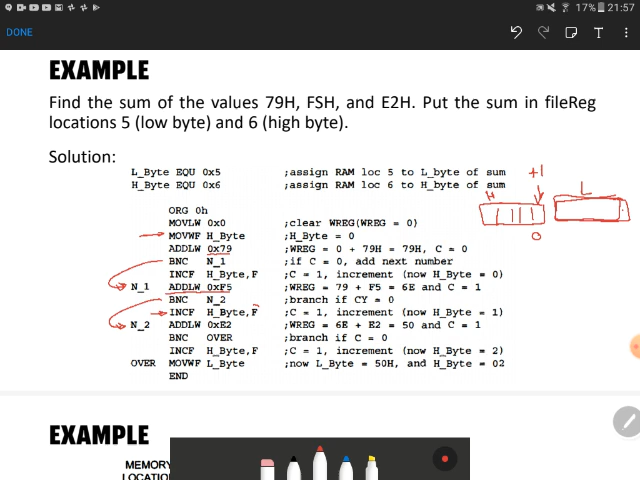 17% 21:57
DONE
T
EXAMPLE
Find the sum of the values 79H, FSH, and E2H. Put the sum in fileReg
locations 5 (low byte) and 6 (high byte).
Solution:
L_Byte EQU 0x5 ;assign RAM loc 5 to L_byte of sum
H_Byte EQU 0x6 ;assign RAM loc 6 to H_byte of sum
+1
H
L
0
ORG 0h
MOVLW 0x0 ;clear WREG(WREG = 0)
MOVWF H_Byte ;H_Byte = 0
ADDLW 0x79 ;WREG = 0 + 79H = 79H, C = 0
BNC N_1 ;if C = 0, add next number
INCF H_Byte,F ;C = 1, increment (now H_Byte = 0)
N_1 ADDLW 0xF5 ;WREG = 79 + F5 = 6E and C = 1
BNC N_2 ;branch if CY = 0
INCF H_Byte,F ;C = 1, increment (now H_Byte = 1)
N_2 ADDLW 0xE2 ;WREG = 6E + E2 = 50 and C = 1
BNC OVER ;branch if C = 0
INCF H_Byte,F ;C = 1, increment (now H_Byte = 2)
OVER MOVWF L_Byte ;now L_Byte = 50H, and H_Byte = 02
END
EXAMPLE
MEMORY
LOCATIO